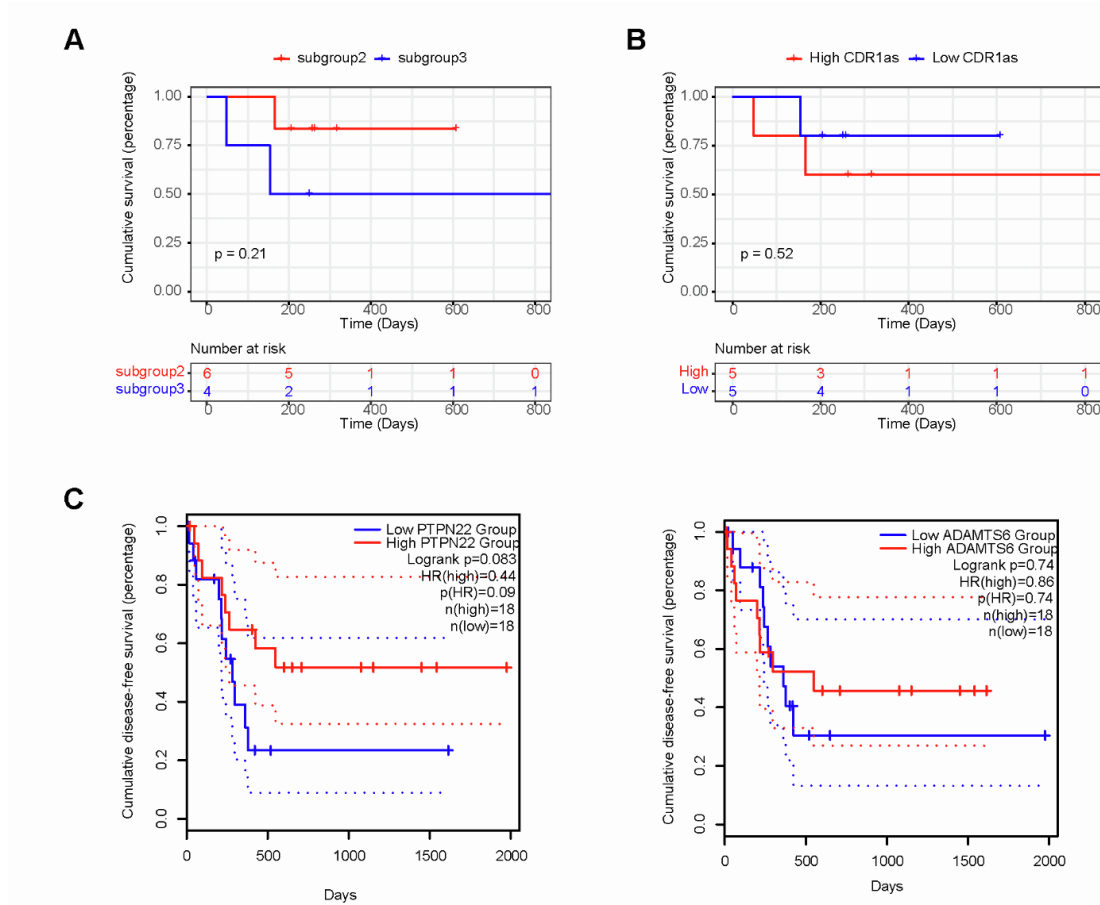 A
subgroup2 subgroup3
Cumulative survival (percentage)
1.00
0.75
0.50
0.25
0.00
p = 0.21
0 200 400 600 800
Time (Days)
Number at risk
subgroup2 6 5 1 1 0
subgroup3 4 2 1 1 1
0 200 400 600 800
B
High CDR1as Low CDR1as
Cumulative survival (percentage)
1.00
0.75
0.50
0.25
0.00
p = 0.52
0 200 400 600 800
Time (Days)
Number at risk
High 5 3 1 1 1
Low 5 4 1 1 0
0 200 400 600 800
C
Cumulative disease-free survival (percentage)
1.0
0.8
0.6
0.4
0.2
0.0
Low PTPN22 Group
High PTPN22 Group
Logrank p=0.083
HR(high)=0.44
p(HR)=0.09
n(high)=18
n(low)=18
0 500 1000 1500 2000
Days
Cumulative disease-free survival (percentage)
1.0
0.8
0.6
0.4
0.2
0.0
Low ADAMTS6 Group
High ADAMTS6 Group
Logrank p=0.74
HR(high)=0.86
p(HR)=0.74
n(high)=18
n(low)=18
0 500 1000 1500 2000
Days